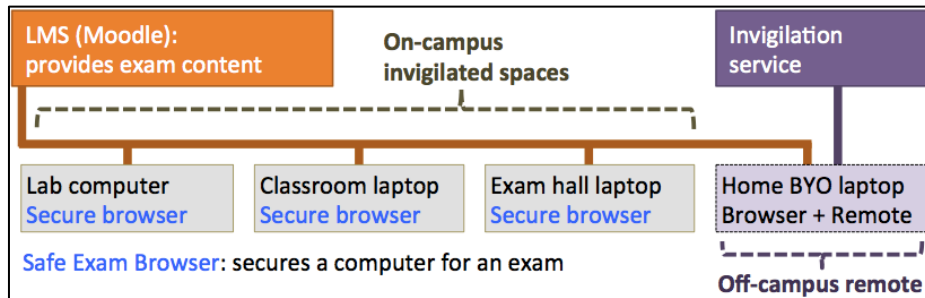 LMS (Moodle):
provides exam content
On-campus
invigilated spaces
Invigilation
service
Lab computer
Secure browser
Classroom laptop
Secure browser
Exam hall laptop
Secure browser
Home BYO laptop
Browser + Remote
Safe Exam Browser: secures a computer for an exam
Off-campus remote